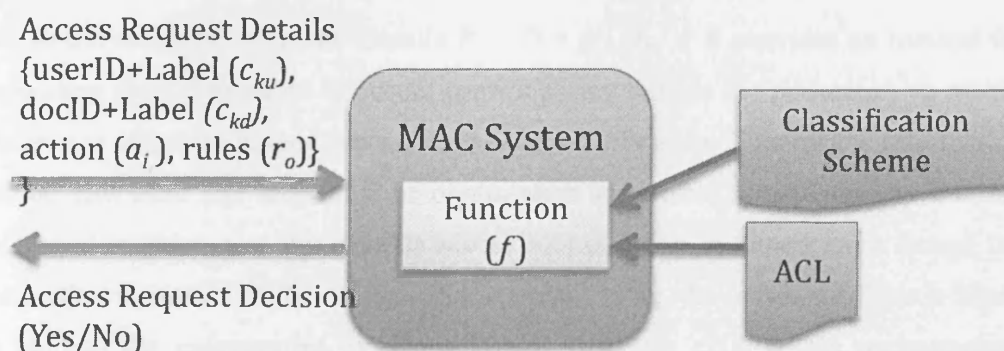 Access Request Details
{userID+Label (c_ku),
docID+Label (c_kd),
action (a_i), rules (r_o)}
}
Access Request Decision
(Yes/No)
MAC System
Function
(f)
Classification
Scheme
ACL